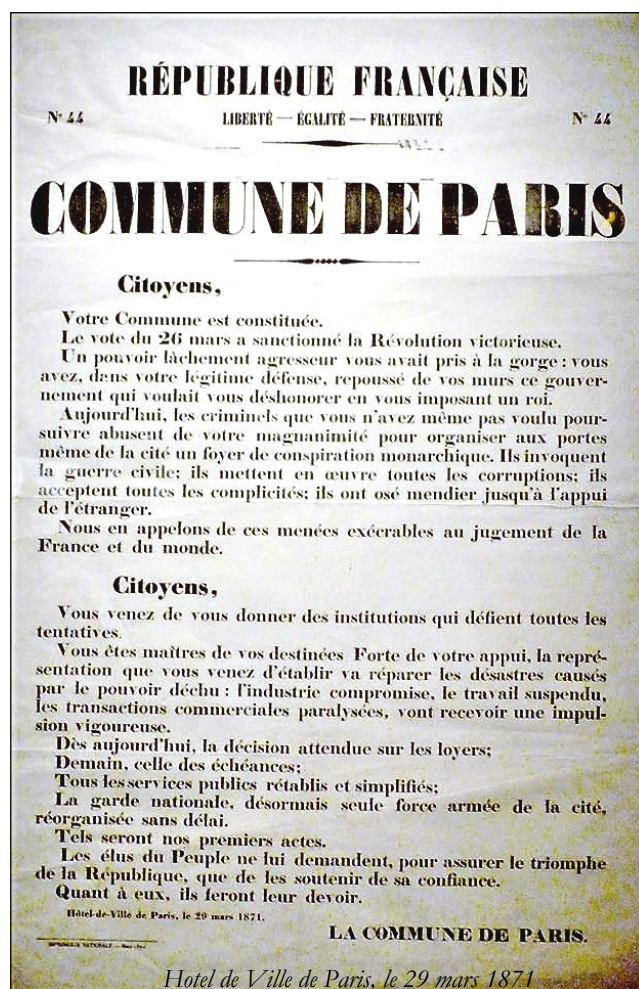 RÉPUBLIQUE FRANÇAISE
N° 44 LIBERTÉ — ÉGALITÉ — FRATERNITÉ N° 44
COMMUNE DE PARIS
Citoyens,
Votre Commune est constituée.
Le vote du 26 mars a sanctionné la Révolution victorieuse.
Un pouvoir lâchement agresseur vous avait pris à la gorge : vous
avez, dans votre légitime défense, repoussé de vos murs ce gouver-
nement qui voulait vous déshonorer en vous imposant un roi.
Aujourd'hui, les criminels que vous n'avez même pas voulu pour-
suivre abusent de votre magnanimité pour organiser aux portes
même de la cité un foyer de conspiration monarchique. Ils invoquent
la guerre civile; ils mettent en œuvre toutes les corruptions; ils
acceptent toutes les complicités; ils ont osé mendier jusqu'à l'appui
de l'étranger.
Nous en appelons de ces menées exécrables au jugement de la
France et du monde.
Citoyens,
Vous venez de vous donner des institutions qui défient toutes les
tentatives.
Vous êtes maîtres de vos destinées Forte de votre appui, la repré-
sentation que vous venez d'établir va réparer les désastres causés
par le pouvoir déchu : l'industrie compromise, le travail suspendu,
les transactions commerciales paralysées, vont recevoir une impul-
sion vigoureuse.
Dès aujourd'hui, la décision attendue sur les loyers;
Demain, celle des échéances;
Tous les services publics rétablis et simplifiés;
La garde nationale, désormais seule force armée de la cité,
réorganisée sans délai.
Tels seront nos premiers actes.
Les élus du Peuple ne lui demandent, pour assurer le triomphe
de la République, que de les soutenir de sa confiance.
Quant à eux, ils feront leur devoir.
Hôtel-de-Ville de Paris, le 29 mars 1871.
LA COMMUNE DE PARIS.
IMPRIMERIE NATIONALE. —
Hotel de Ville de Paris, le 29 mars 1871